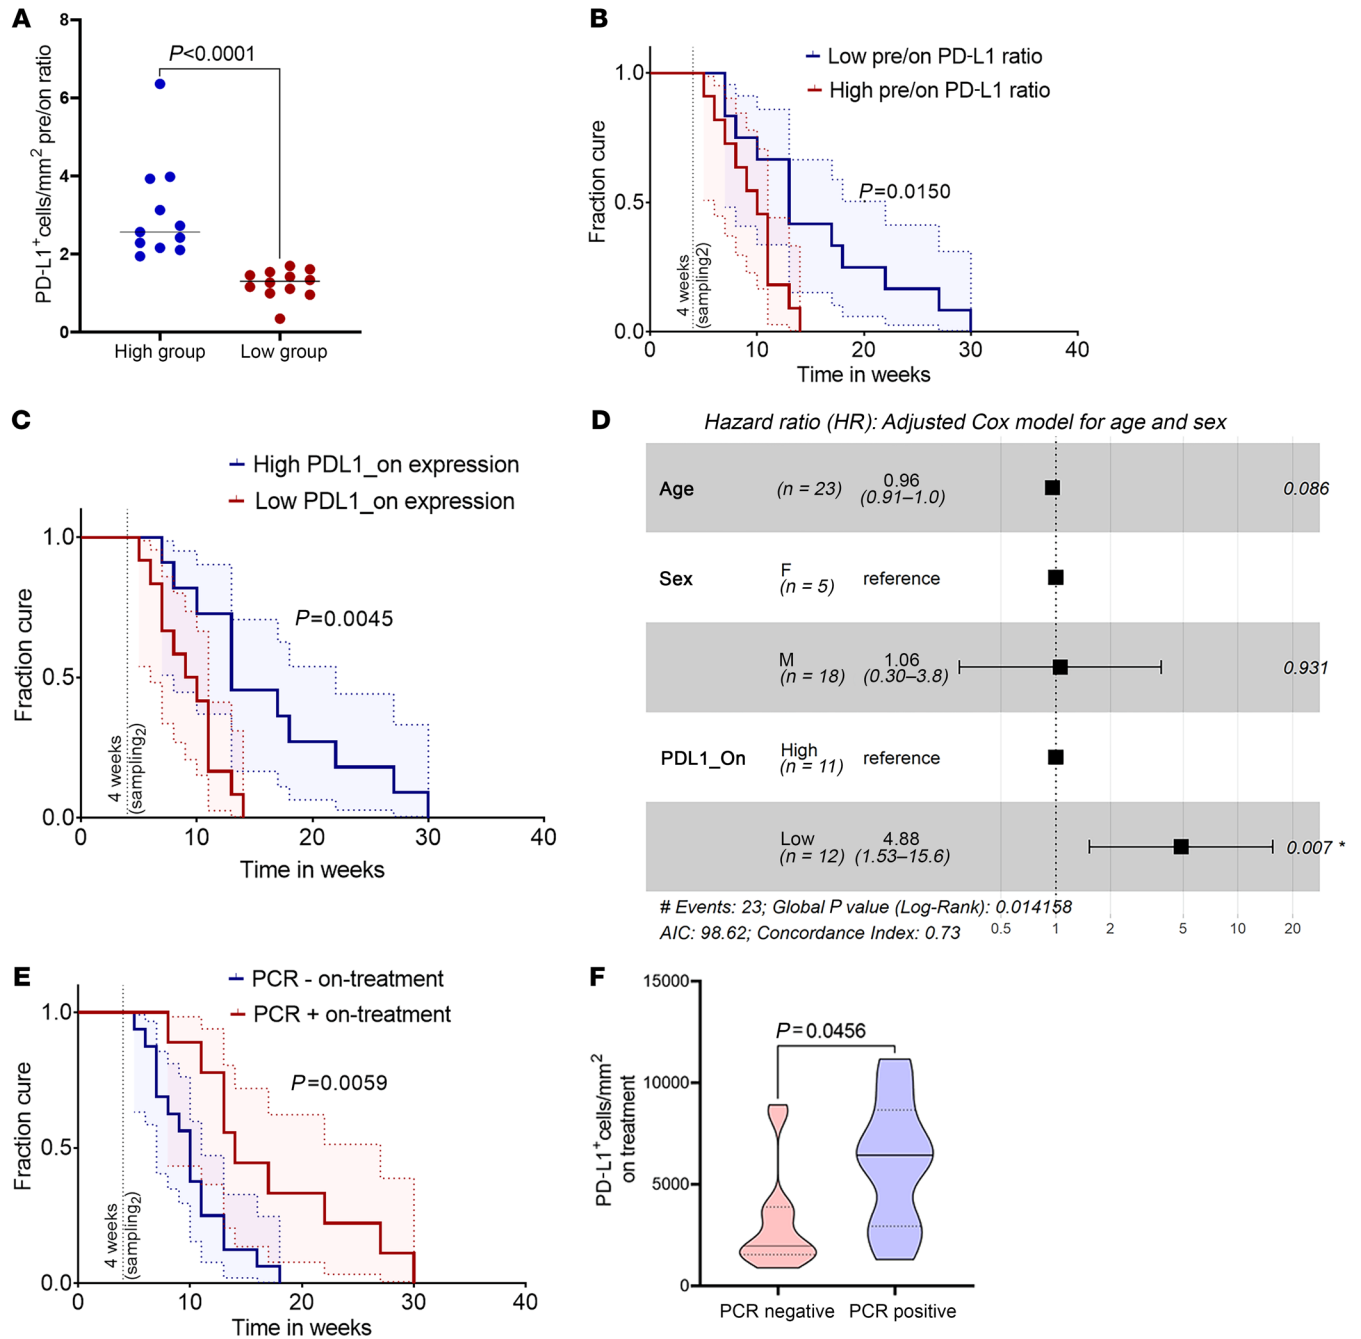 A
8
6
4
2
0
PD-L1+cells/mm2 pre/on ratio
P<0.0001
High group
Low group
B
Low pre/on PD-L1 ratio
High pre/on PD-L1 ratio
1.0
0.5
0.0
Fraction cure
P=0.0150
4 weeks
(sampling2)
0
10
20
30
40
Time in weeks
C
High PDL1_on expression
Low PDL1_on expression
1.0
0.5
0.0
Fraction cure
P=0.0045
4 weeks
(sampling2)
0
10
20
30
40
Time in weeks
D
Hazard ratio (HR): Adjusted Cox model for age and sex
Age (n = 23) 0.96 (0.91–1.0) 0.086
Sex F (n = 5) reference
M (n = 18) 1.06 (0.30–3.8) 0.931
PDL1_On High (n = 11) reference
Low (n = 12) 4.88 (1.53–15.6) 0.007 *
# Events: 23; Global P value (Log-Rank): 0.014158
AIC: 98.62; Concordance Index: 0.73
0.5 1 2 5 10 20
E
PCR - on-treatment
PCR + on-treatment
1.0
0.5
0.0
Fraction cure
P=0.0059
4 weeks
(sampling2)
0
10
20
30
40
Time in weeks
F
15000
10000
5000
0
PD-L1+cells/mm2
on treatment
P=0.0456
PCR negative
PCR positive